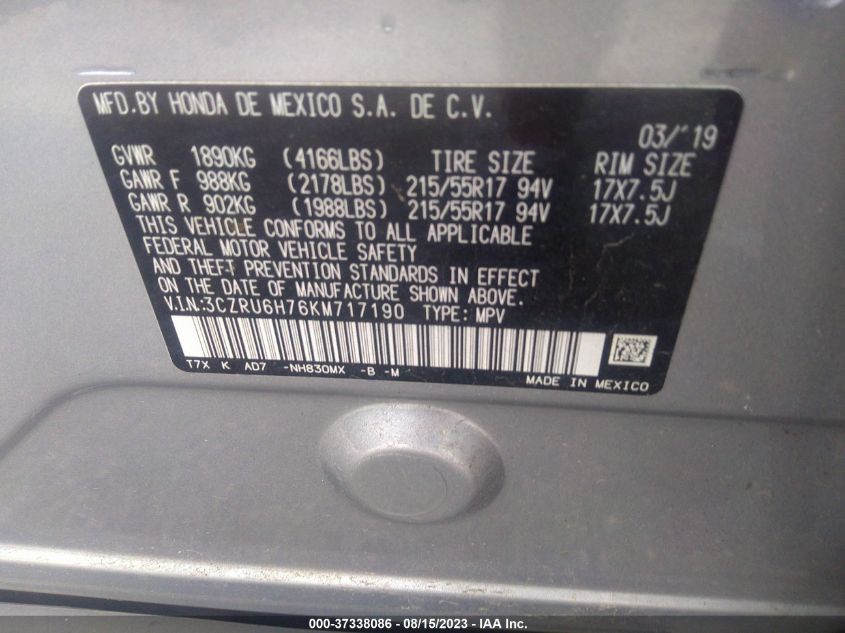 MFD.BY HONDA DE MEXICO S.A. DE C.V.
03/'19
GVWR 1890KG (4166LBS) TIRE SIZE RIM SIZE
GAWR F 988KG (2178LBS) 215/55R17 94V 17X7.5J
GAWR R 902KG (1988LBS) 215/55R17 94V 17X7.5J
THIS VEHICLE CONFORMS TO ALL APPLICABLE
FEDERAL MOTOR VEHICLE SAFETY
AND THEFT PREVENTION STANDARDS IN EFFECT
ON THE DATE OF MANUFACTURE SHOWN ABOVE.
V.I.N:3CZRU6H76KM717190 TYPE: MPV
T7X K AD7 -NH830MX -B -M
MADE IN MEXICO
000-37338086 - 08/15/2023 - IAA Inc.